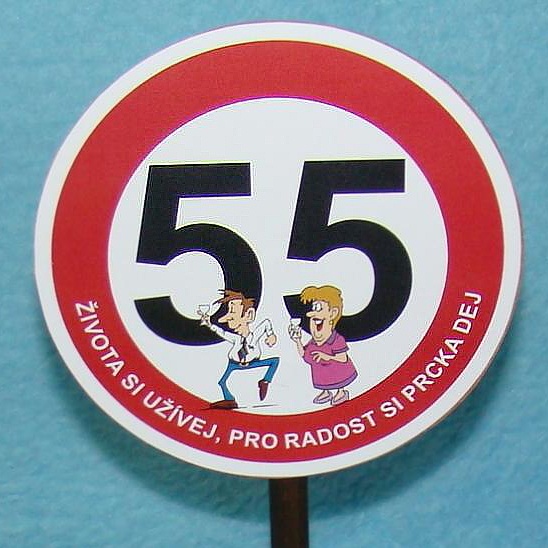 55
ŽIVOTA SI UŽÍVEJ, PRO RADOST SI PRCKA DEJ